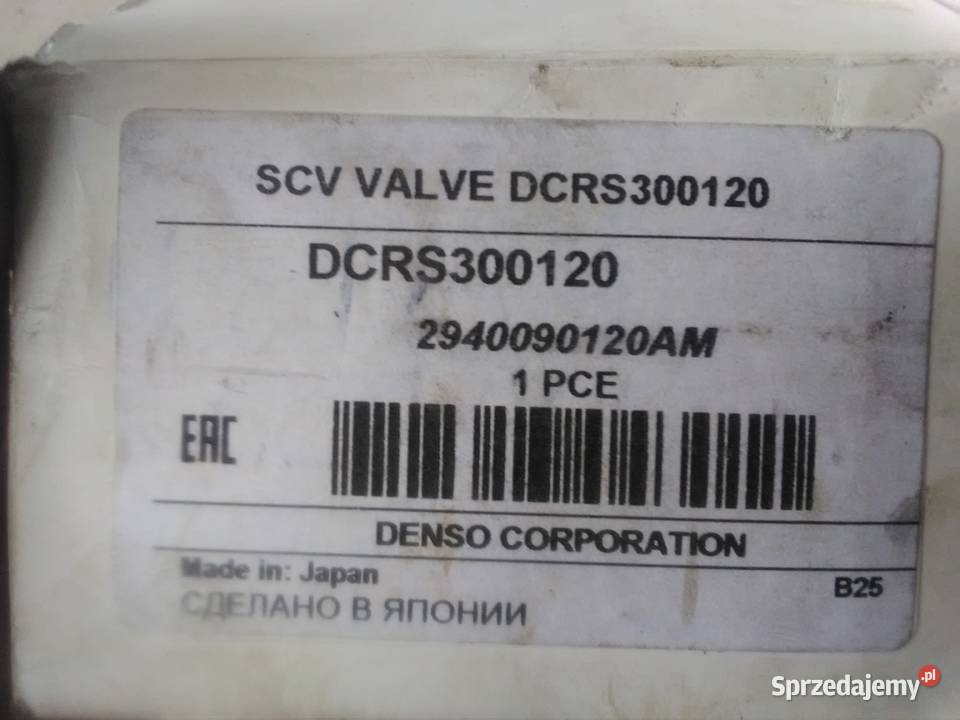 SCV VALVE DCRS300120
DCRS300120
2940090120AM
1 PCE
EAC
DENSO CORPORATION
Made in: Japan
B25
СДЕЛАНО В ЯПОНИИ
Sprzedajemy.pl